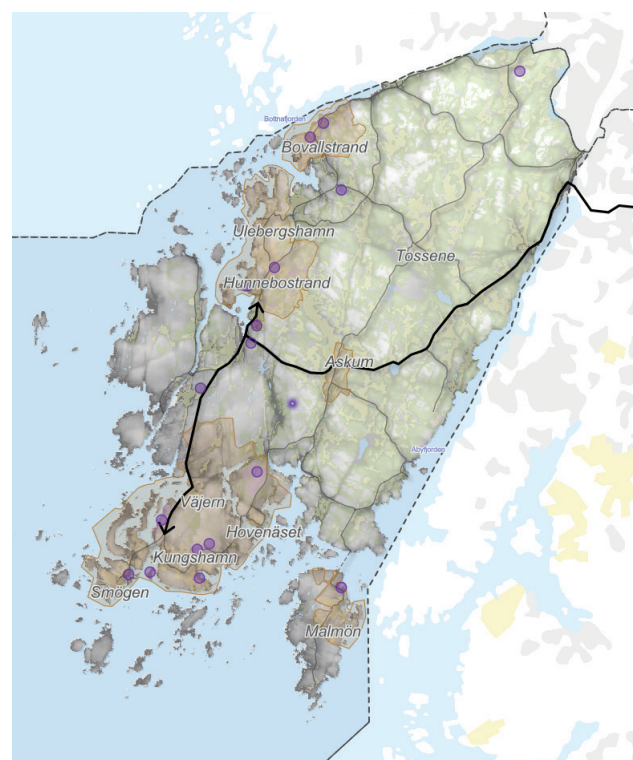 Bottnafjorden
Bovallstrand
Ulebergshamn
Tossene
Hunnebostrand
Askum
Åbyfjorden
Väjern
Hovenäset
Kungshamn
Smögen
Malmön